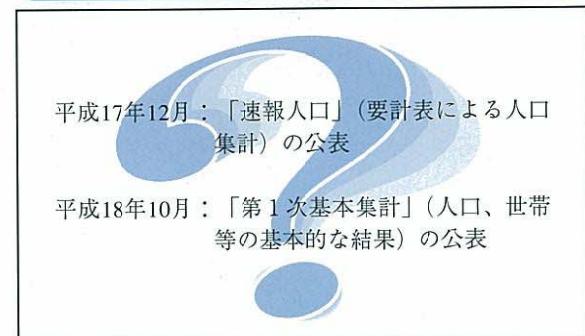 平成17年12月：「速報人口」（要計表による人口
集計）の公表
平成18年10月：「第１次基本集計」（人口、世帯
等の基本的な結果）の公表